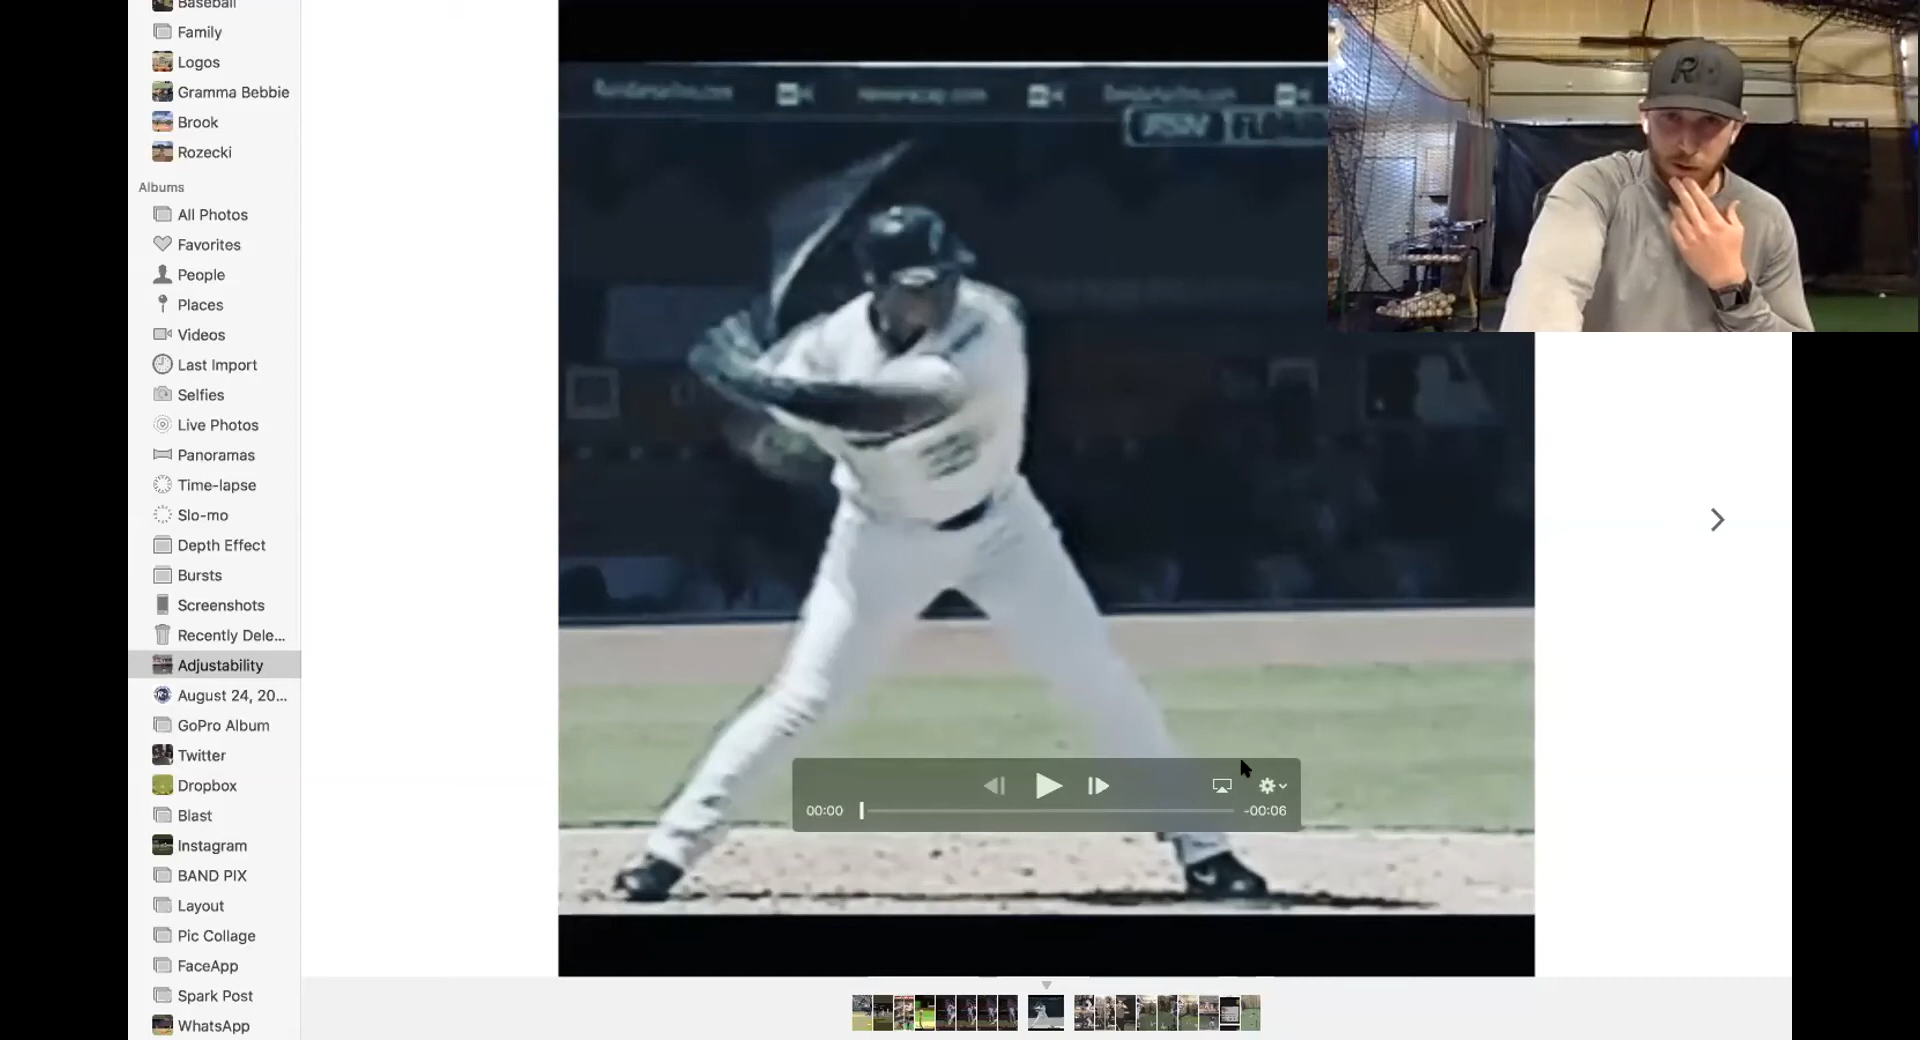 Baseball
Family
Logos
Gramma Bebbie
Brook
Rozecki
Albums
All Photos
Favorites
People
Places
Videos
Last Import
Selfies
Live Photos
Panoramas
Time-lapse
Slo-mo
Depth Effect
Bursts
Screenshots
Recently Dele...
Adjustability
August 24, 20...
GoPro Album
Twitter
Dropbox
Blast
Instagram
BAND PIX
Layout
Pic Collage
FaceApp
Spark Post
WhatsApp
00:00
-00:06